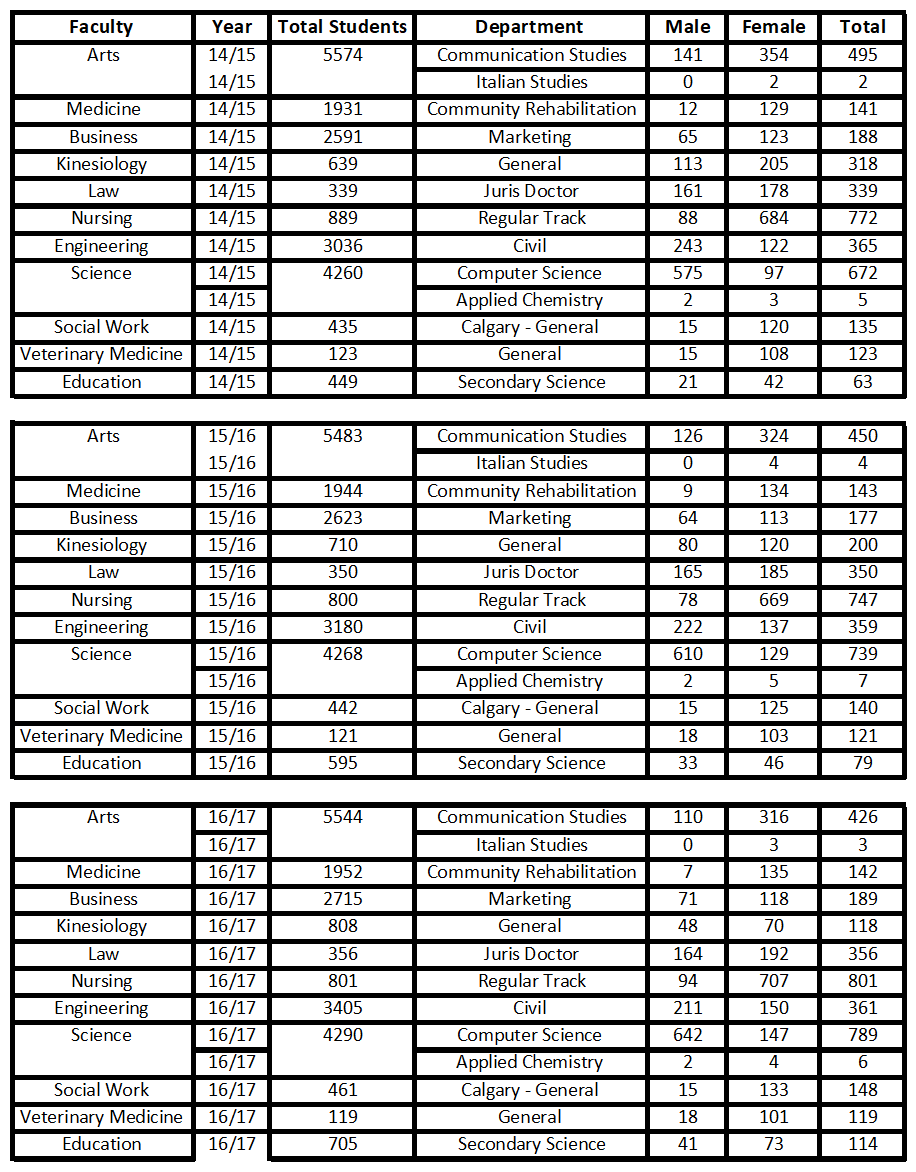 Faculty Year Total Students Department Male Female Total
Arts 14/15 5574 Communication Studies 141 354 495
14/15 Italian Studies 0 2 2
Medicine 14/15 1931 Community Rehabilitation 12 129 141
Business 14/15 2591 Marketing 65 123 188
Kinesiology 14/15 639 General 113 205 318
Law 14/15 339 Juris Doctor 161 178 339
Nursing 14/15 889 Regular Track 88 684 772
Engineering 14/15 3036 Civil 243 122 365
Science 14/15 4260 Computer Science 575 97 672
14/15 Applied Chemistry 2 3 5
Social Work 14/15 435 Calgary - General 15 120 135
Veterinary Medicine 14/15 123 General 15 108 123
Education 14/15 449 Secondary Science 21 42 63
Arts 15/16 5483 Communication Studies 126 324 450
15/16 Italian Studies 0 4 4
Medicine 15/16 1944 Community Rehabilitation 9 134 143
Business 15/16 2623 Marketing 64 113 177
Kinesiology 15/16 710 General 80 120 200
Law 15/16 350 Juris Doctor 165 185 350
Nursing 15/16 800 Regular Track 78 669 747
Engineering 15/16 3180 Civil 222 137 359
Science 15/16 4268 Computer Science 610 129 739
15/16 Applied Chemistry 2 5 7
Social Work 15/16 442 Calgary - General 15 125 140
Veterinary Medicine 15/16 121 General 18 103 121
Education 15/16 595 Secondary Science 33 46 79
Arts 16/17 5544 Communication Studies 110 316 426
16/17 Italian Studies 0 3 3
Medicine 16/17 1952 Community Rehabilitation 7 135 142
Business 16/17 2715 Marketing 71 118 189
Kinesiology 16/17 808 General 48 70 118
Law 16/17 356 Juris Doctor 164 192 356
Nursing 16/17 801 Regular Track 94 707 801
Engineering 16/17 3405 Civil 211 150 361
Science 16/17 4290 Computer Science 642 147 789
16/17 Applied Chemistry 2 4 6
Social Work 16/17 461 Calgary - General 15 133 148
Veterinary Medicine 16/17 119 General 18 101 119
Education 16/17 705 Secondary Science 41 73 114